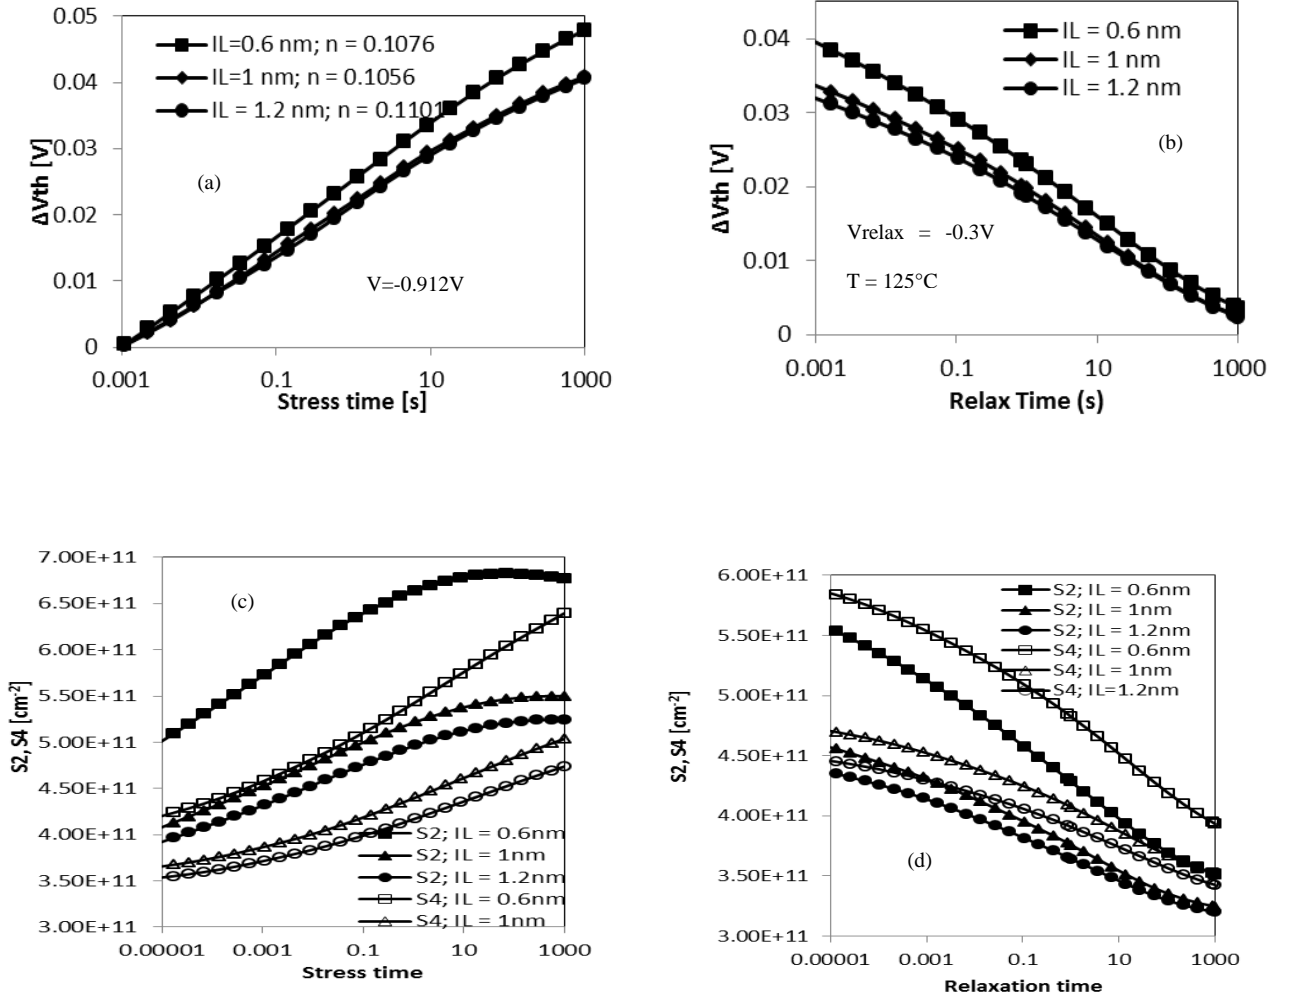 0.05
0.04
0.03
0.02
0.01
0
ΔVth [V]
IL=0.6 nm; n = 0.1076
IL=1 nm; n = 0.1056
IL = 1.2 nm; n = 0.1101
(a)
V=-0.912V
0.001 0.1 10 1000
Stress time [s]
0.04
0.03
0.02
0.01
0
ΔVth [V]
IL = 0.6 nm
IL = 1 nm
IL = 1.2 nm
(b)
Vrelax = -0.3V
T = 125°C
0.001 0.1 10 1000
Relax Time (s)
7.00E+11
6.50E+11
6.00E+11
5.50E+11
5.00E+11
4.50E+11
4.00E+11
3.50E+11
3.00E+11
S2, S4 [cm-2]
(c)
S2; IL = 0.6nm
S2; IL = 1nm
S2; IL = 1.2nm
S4; IL = 0.6nm
S4; IL = 1nm
0.00001 0.001 0.1 10 1000
Stress time
6.00E+11
5.50E+11
5.00E+11
4.50E+11
4.00E+11
3.50E+11
3.00E+11
S2, S4 [cm-2]
S2; IL = 0.6nm
S2; IL = 1nm
S2; IL = 1.2nm
S4; IL = 0.6nm
S4; IL = 1nm
S4; IL=1.2nm
(d)
0.00001 0.001 0.1 10 1000
Relaxation time